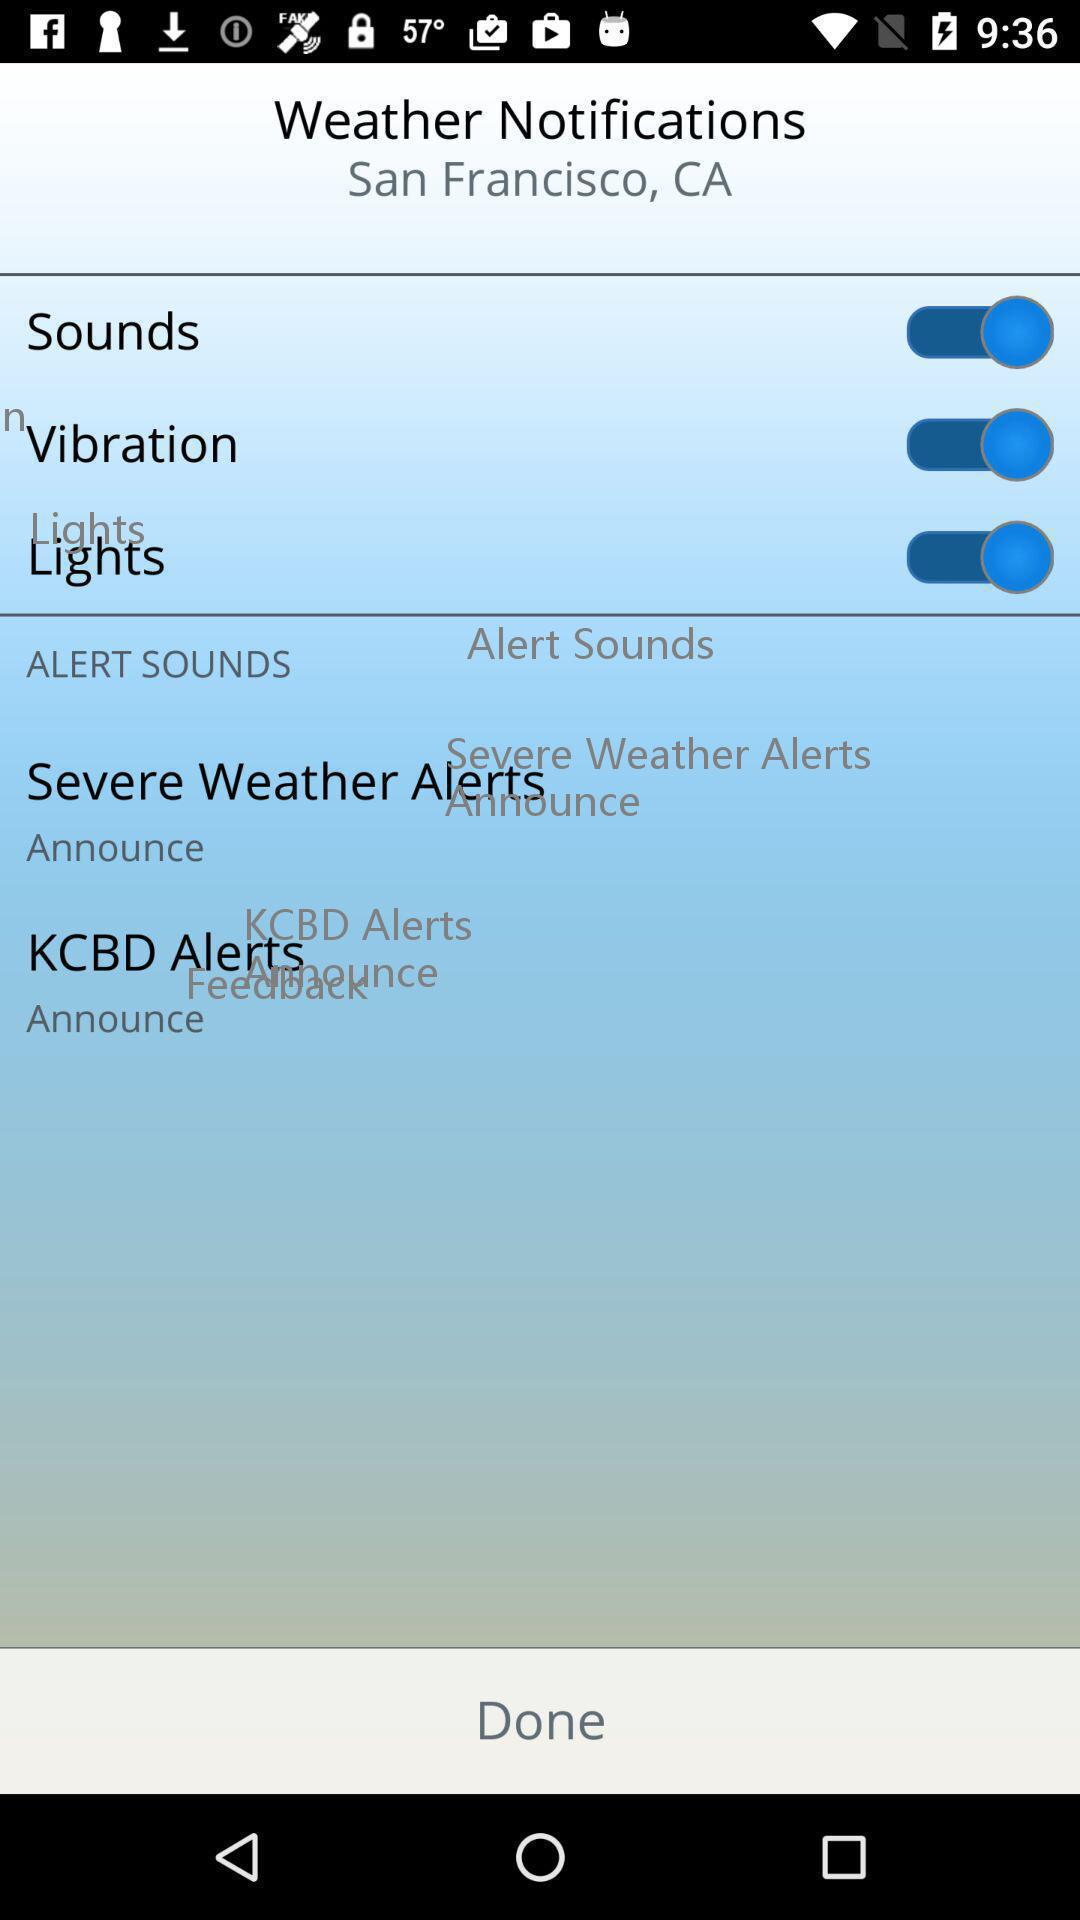 FAKE 57° 9:36
Weather Notifications
San Francisco, CA
Sounds
n
Vibration
Lights
Lights
Alert Sounds
ALERT SOUNDS
Severe Weather Alerts
Severe Weather Alerts
Announce
Announce
KCBD Alerts
KCBD Alerts
Announce
Feedback
Announce
Done